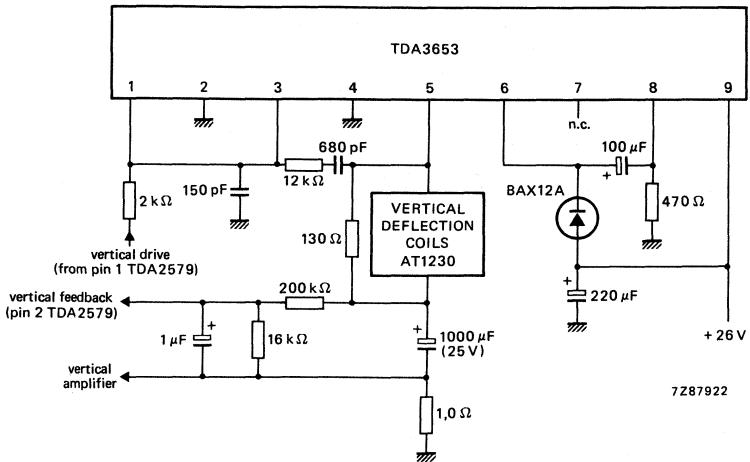 TDA3653
1 2 3 4 5 6 7 8 9
n.c.
680 pF
100 µF
+
12 kΩ
150 pF
2 kΩ
BAX12A
470 Ω
VERTICAL
DEFLECTION
COILS
AT1230
130 Ω
vertical drive
(from pin 1 TDA2579)
200 kΩ
vertical feedback
(pin 2 TDA2579)
+
220 µF
+
1 µF
16 kΩ
+
1000 µF
(25 V)
+ 26 V
vertical
amplifier
7Z87922
1,0 Ω